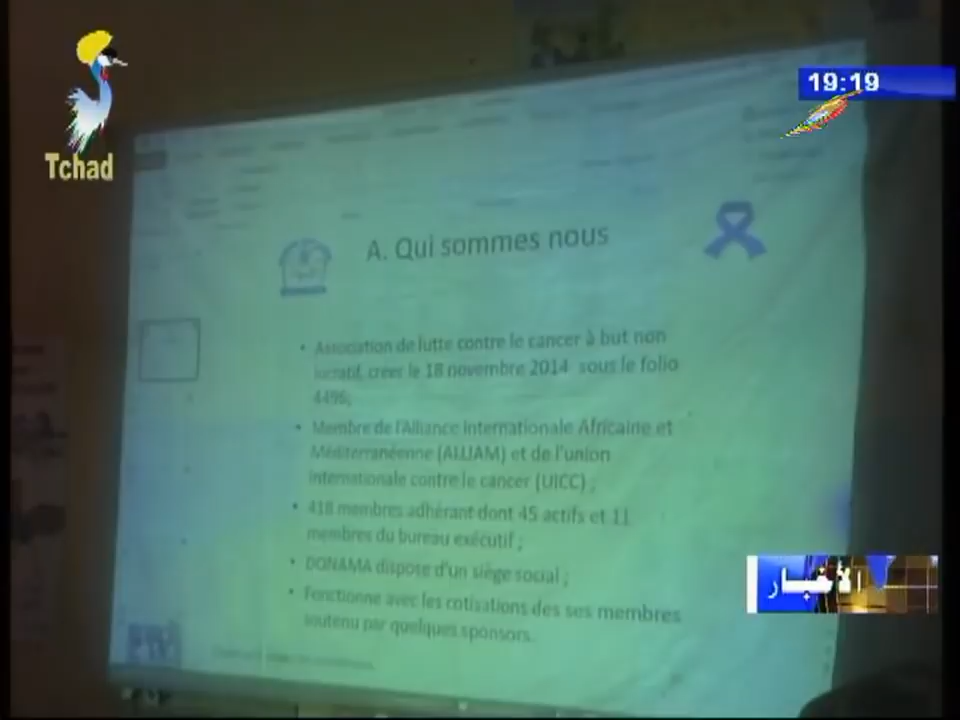 Tchad
19:19
A. Qui sommes nous
• Association de lutte contre le cancer à but non
lucratif, créer le 18 novembre 2014 sous le folio
4496;
• Membre de l'Alliance Internationale Africaine et
Méditerranéenne (ALLIAM) et de l'union
internationale contre le cancer (UICC) ;
• 418 membres adhérant dont 45 actifs et 11
membres du bureau exécutif ;
• DONAMA dispose d'un siège social ;
• Fonctionne avec les cotisations des ses membres
soutenu par quelques sponsors.
الأخبار